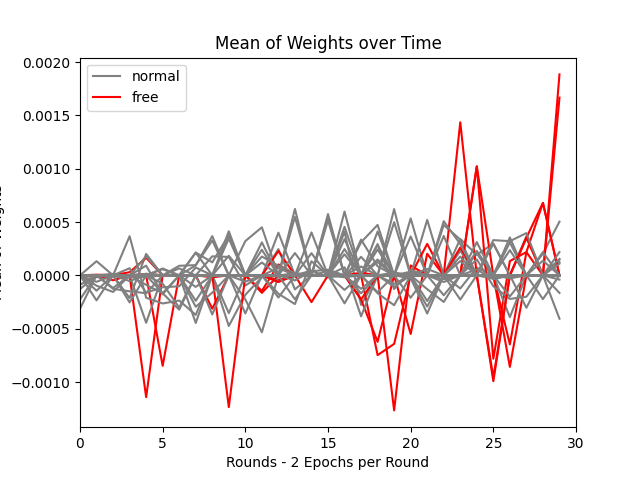 Mean of Weights over Time
normal
free
0.0020
0.0015
0.0010
0.0005
0.0000
−0.0005
−0.0010
0 5 10 15 20 25 30
Rounds - 2 Epochs per Round